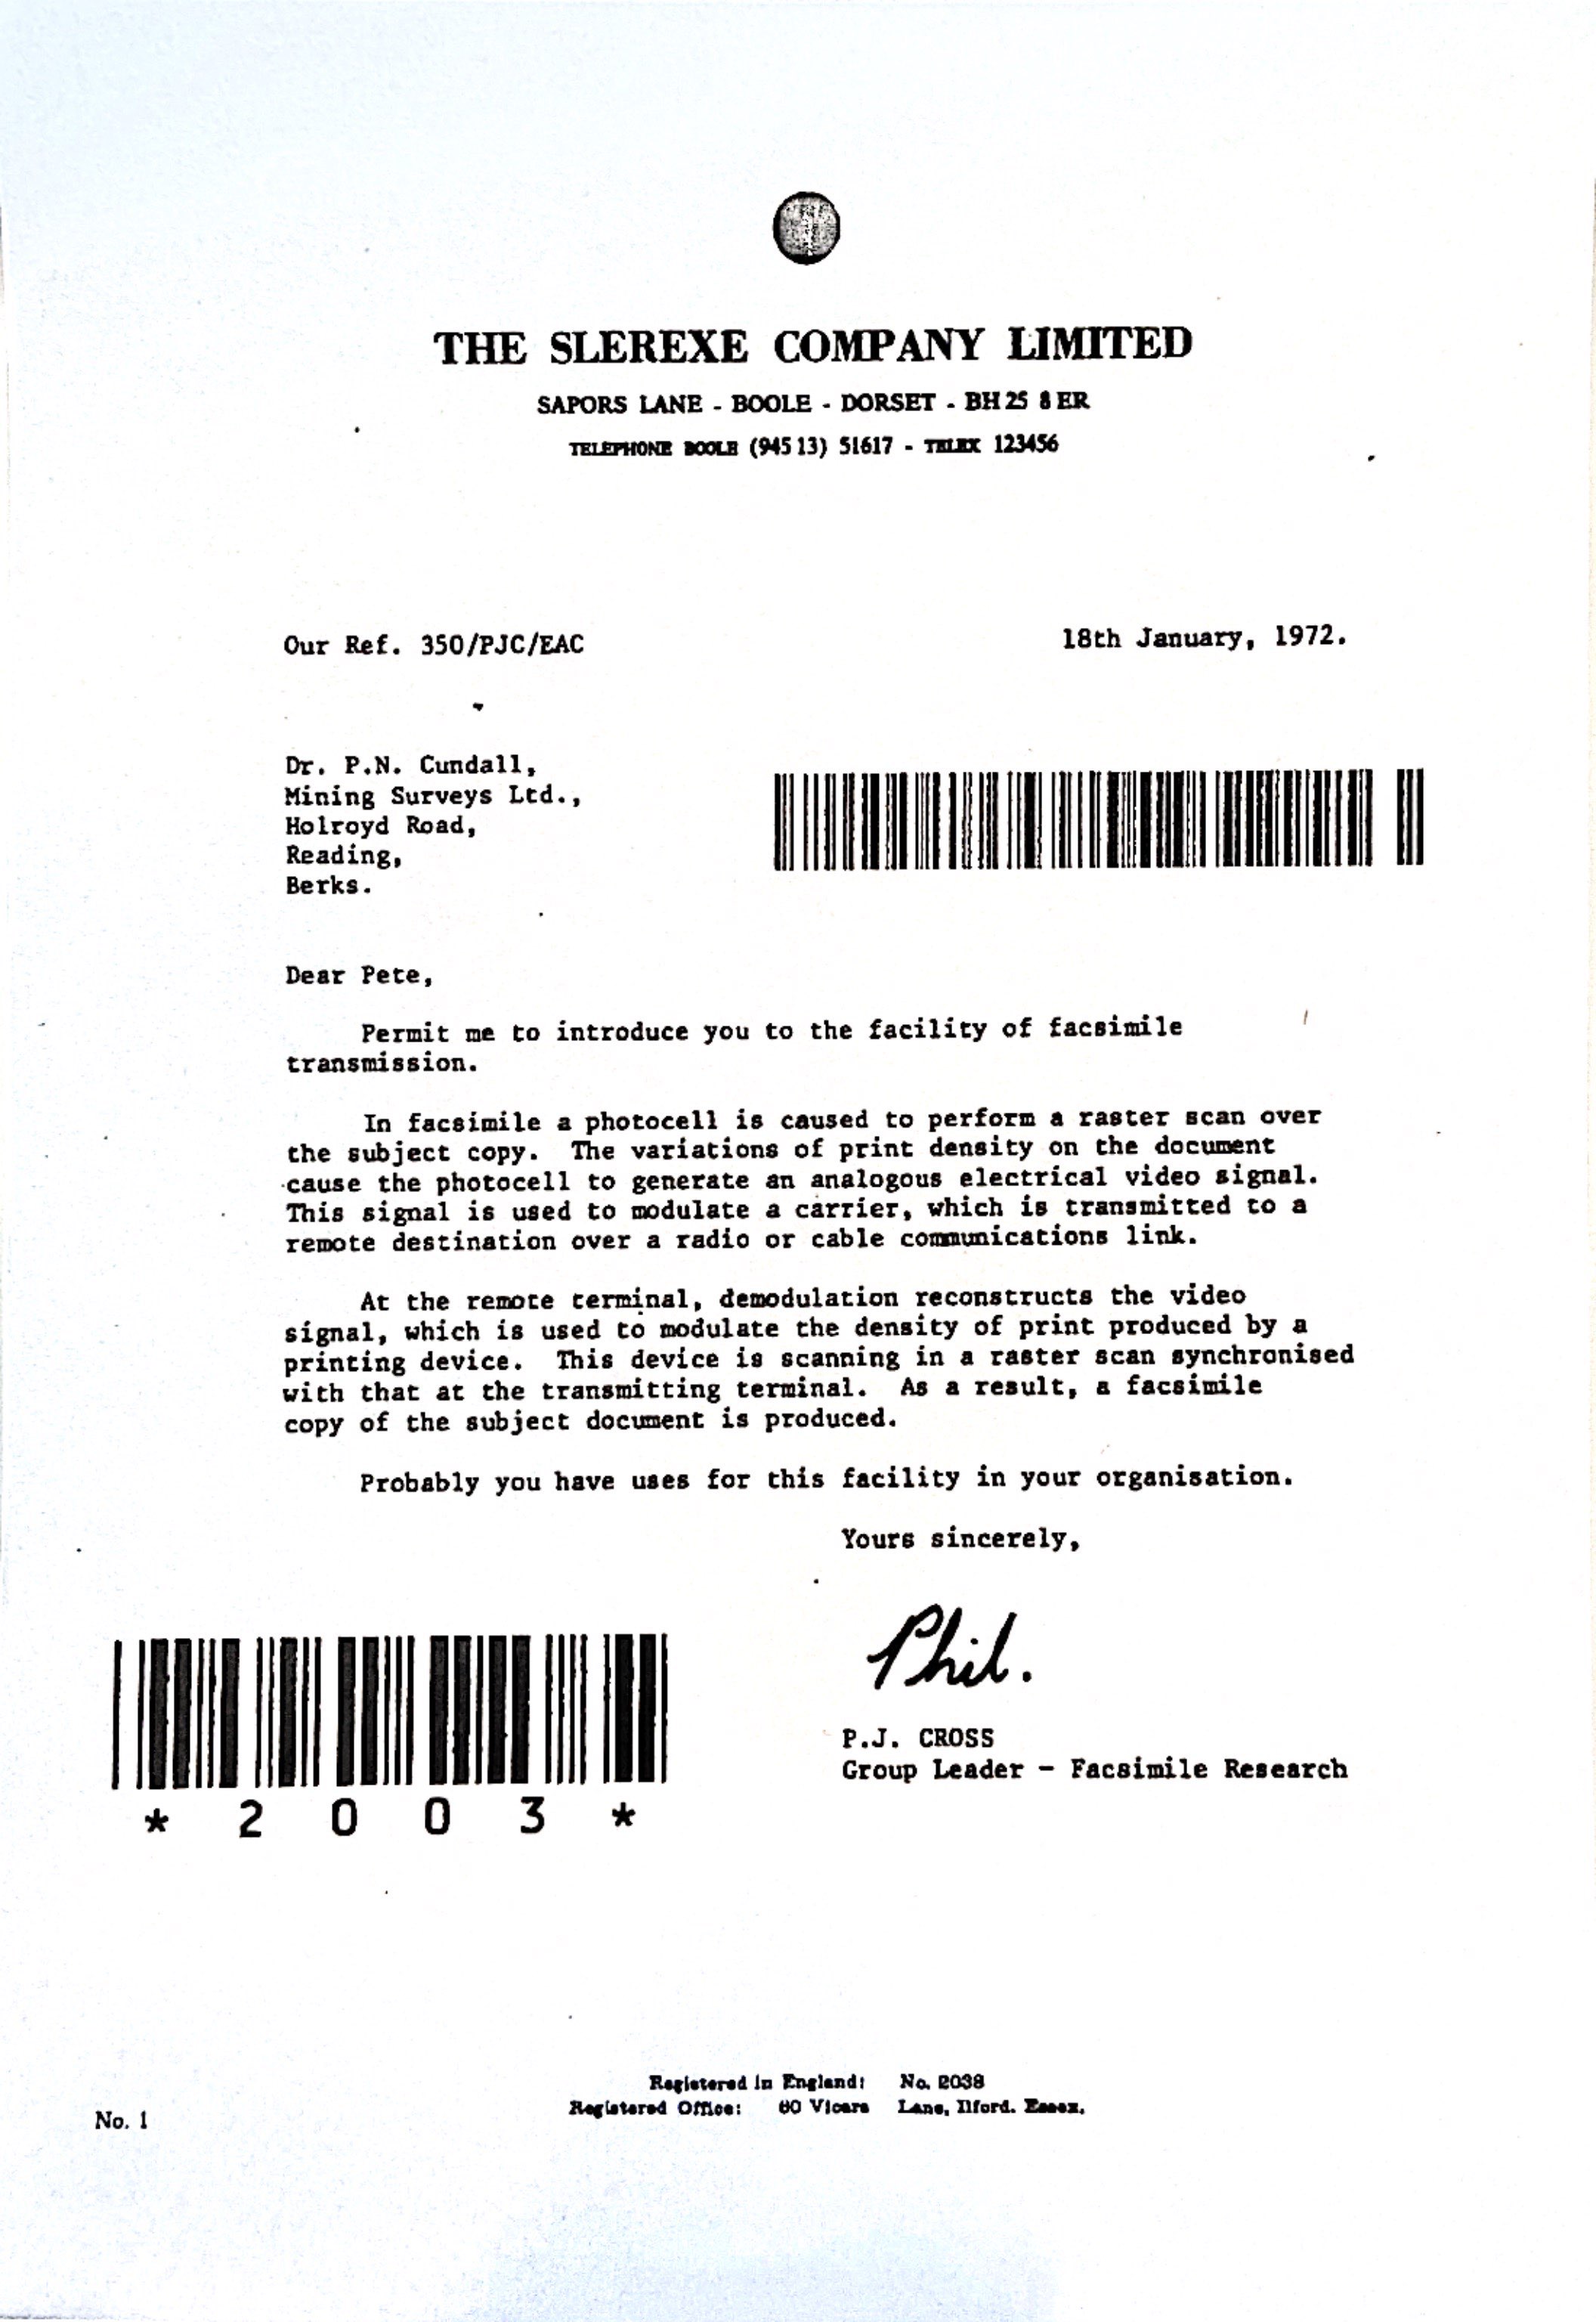 THE SLEREXE COMPANY LIMITED
SAPORS LANE - BOOLE - DORSET - BH 25 8 ER
TELEPHONE BOOLE (945 13) 51617 - TELEX 123456
Our Ref. 350/PJC/EAC
18th January, 1972.
Dr. P.N. Cundall,
Mining Surveys Ltd.,
Holroyd Road,
Reading,
Berks.
Dear Pete,
Permit me to introduce you to the facility of facsimile
transmission.
In facsimile a photocell is caused to perform a raster scan over
the subject copy. The variations of print density on the document
cause the photocell to generate an analogous electrical video signal.
This signal is used to modulate a carrier, which is transmitted to a
remote destination over a radio or cable communications link.
At the remote terminal, demodulation reconstructs the video
signal, which is used to modulate the density of print produced by a
printing device. This device is scanning in a raster scan synchronised
with that at the transmitting terminal. As a result, a facsimile
copy of the subject document is produced.
Probably you have uses for this facility in your organisation.
Yours sincerely,
Phil.
P.J. CROSS
Group Leader - Facsimile Research
* 2 0 0 3 *
Registered in England: No. 2038
Registered Office: 60 Vicars Lane, Ilford. Essex.
No. 1